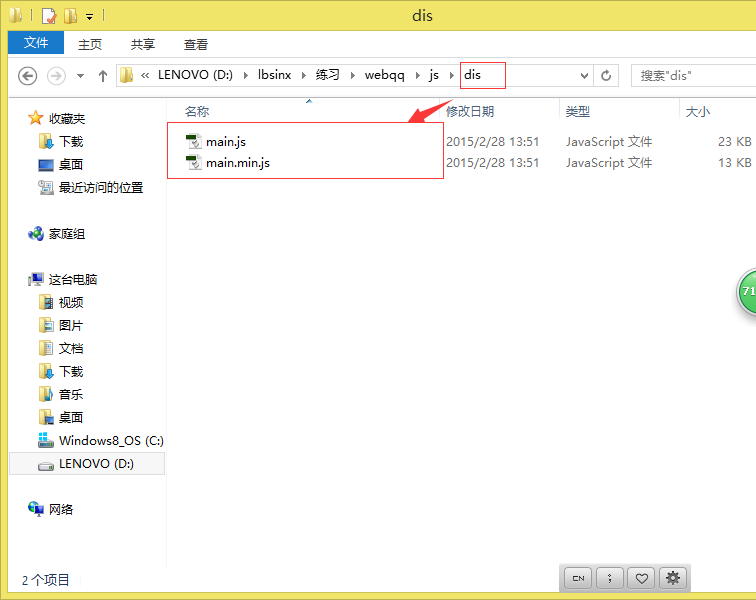 dis
文件 主页 共享 查看
« LENOVO (D:) lbsinx 练习 webqq js dis 搜索"dis"
名称 修改日期 类型 大小
main.js 2015/2/28 13:51 JavaScript 文件 23 KB
main.min.js 2015/2/28 13:51 JavaScript 文件 13 KB
收藏夹
下载
桌面
最近访问的位置
家庭组
这台电脑
视频
图片
文档
下载
音乐
桌面
Windows8_OS (C:)
LENOVO (D:)
网络
71
2 个项目
CN ;